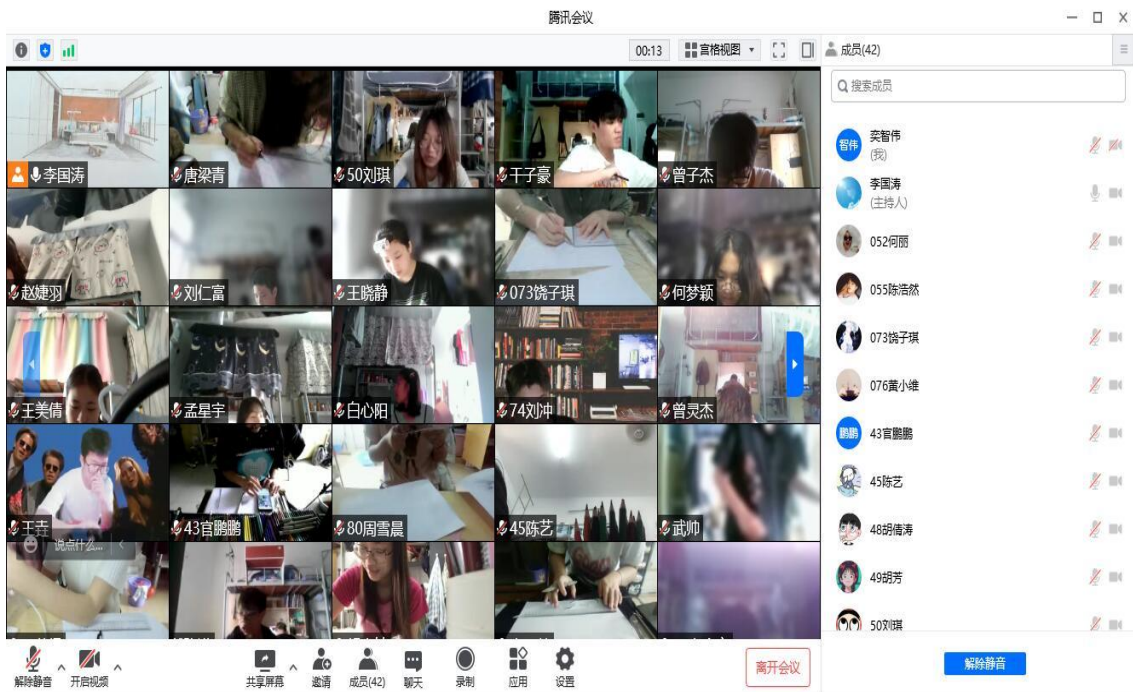 腾讯会议
00:13
宫格视图
成员(42)
搜索成员
李国涛
唐梁青
50刘琪
干子豪
曾子杰
赵婕羽
刘仁富
王晓静
073饶子琪
何梦颖
王美倩
孟星宇
白心阳
74刘冲
曾灵杰
王垚
43官鹏鹏
80周雪晨
45陈艺
武帅
说点什么...
智伟
奕智伟
(我)
李国涛
(主持人)
052何丽
055陈浩然
073饶子琪
076黄小维
鹏鹏
43官鹏鹏
45陈艺
48胡倩涛
49胡芳
50刘琪
解除静音
开启视频
共享屏幕
邀请
成员(42)
聊天
录制
应用
设置
离开会议
解除静音